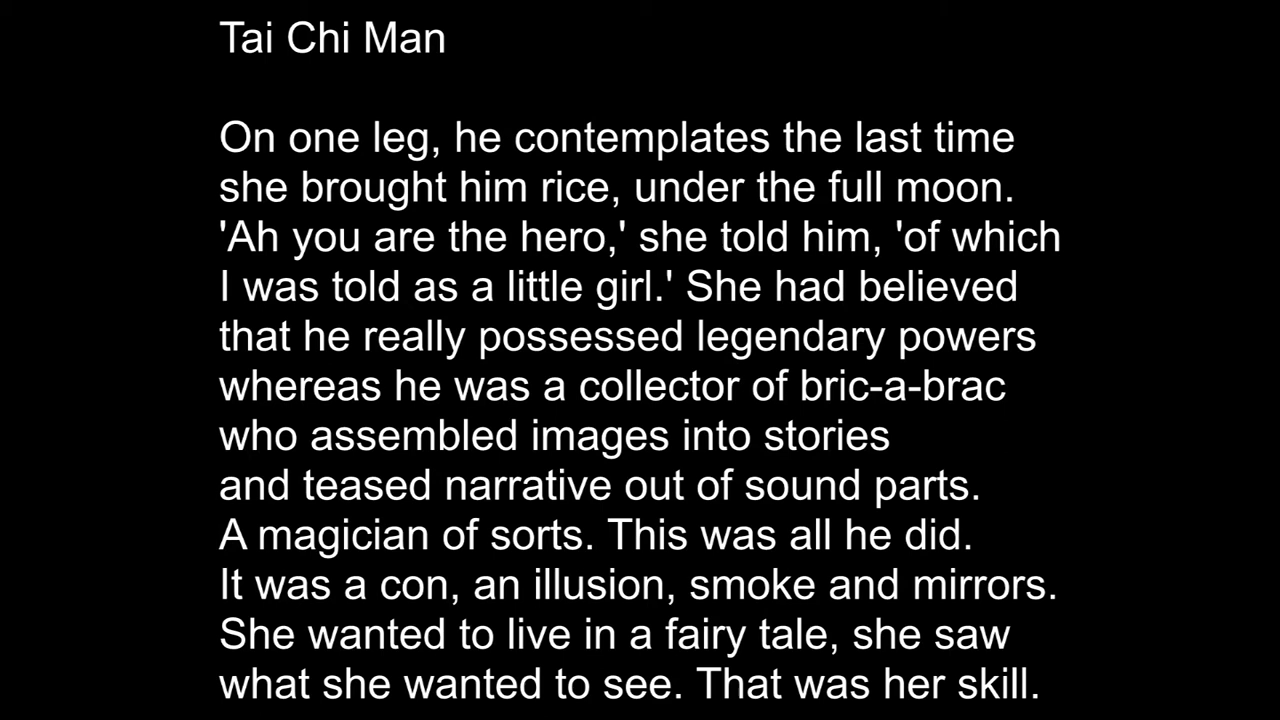 Tai Chi Man
On one leg, he contemplates the last time
she brought him rice, under the full moon.
'Ah you are the hero,' she told him, 'of which
I was told as a little girl.' She had believed
that he really possessed legendary powers
whereas he was a collector of bric-a-brac
who assembled images into stories
and teased narrative out of sound parts.
A magician of sorts. This was all he did.
It was a con, an illusion, smoke and mirrors.
She wanted to live in a fairy tale, she saw
what she wanted to see. That was her skill.